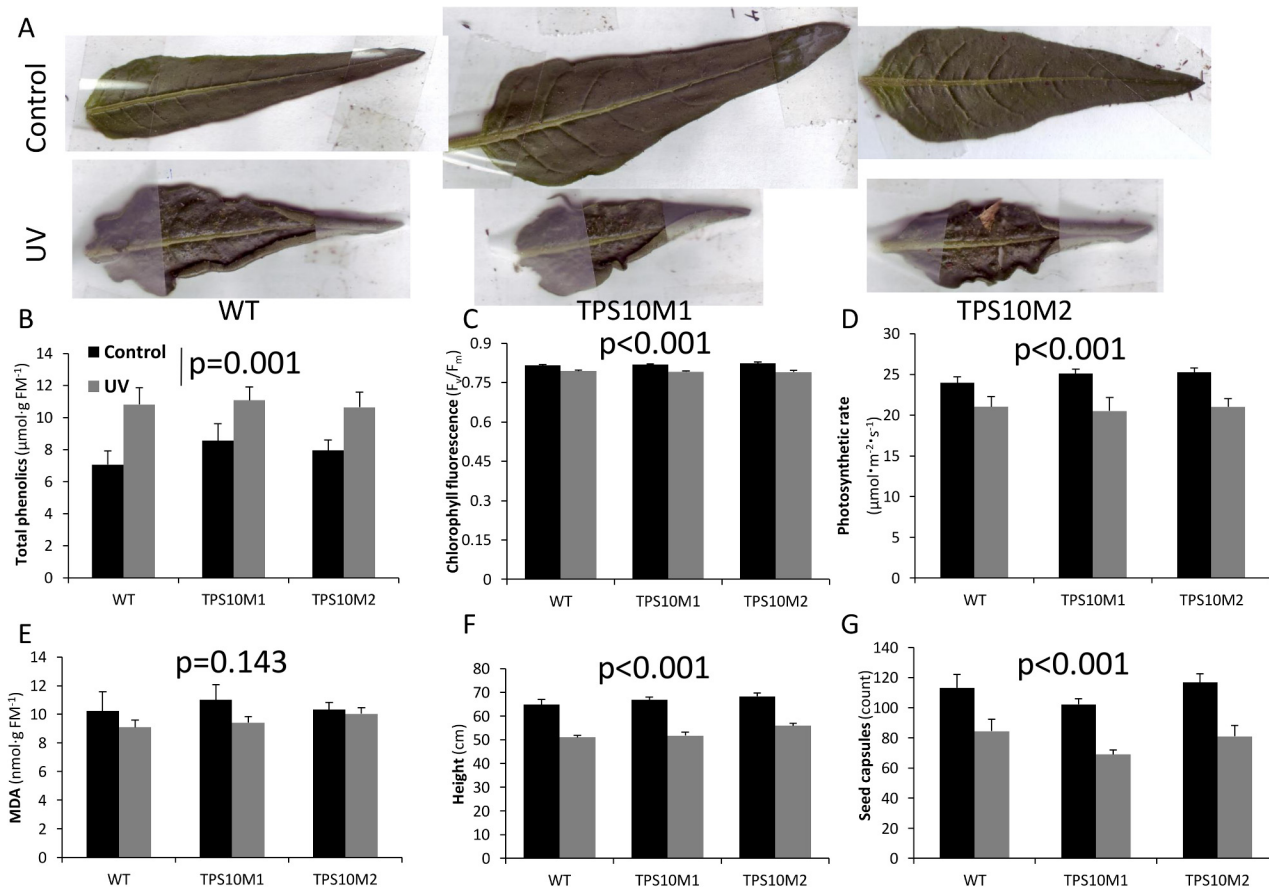 A
Control
UV
WT TPS10M1 TPS10M2
B
Control
UV
p=0.001
Total phenolics (µmol·g FM⁻¹)
14
12
10
8
6
4
2
0
WT TPS10M1 TPS10M2
C
p<0.001
Chlorophyll fluorescence (Fᵥ/Fₘ)
0.9
0.75
0.6
0.45
0.3
0.15
0
WT TPS10M1 TPS10M2
D
p<0.001
Photosynthetic rate
(µmol•m⁻²•s⁻¹)
30
25
20
15
10
5
0
WT TPS10M1 TPS10M2
E
p=0.143
MDA (nmol·g FM⁻¹)
14
12
10
8
6
4
2
0
WT TPS10M1 TPS10M2
F
p<0.001
Height (cm)
80
70
60
50
40
30
20
10
0
WT TPS10M1 TPS10M2
G
p<0.001
Seed capsules (count)
140
120
100
80
60
40
20
0
WT TPS10M1 TPS10M2